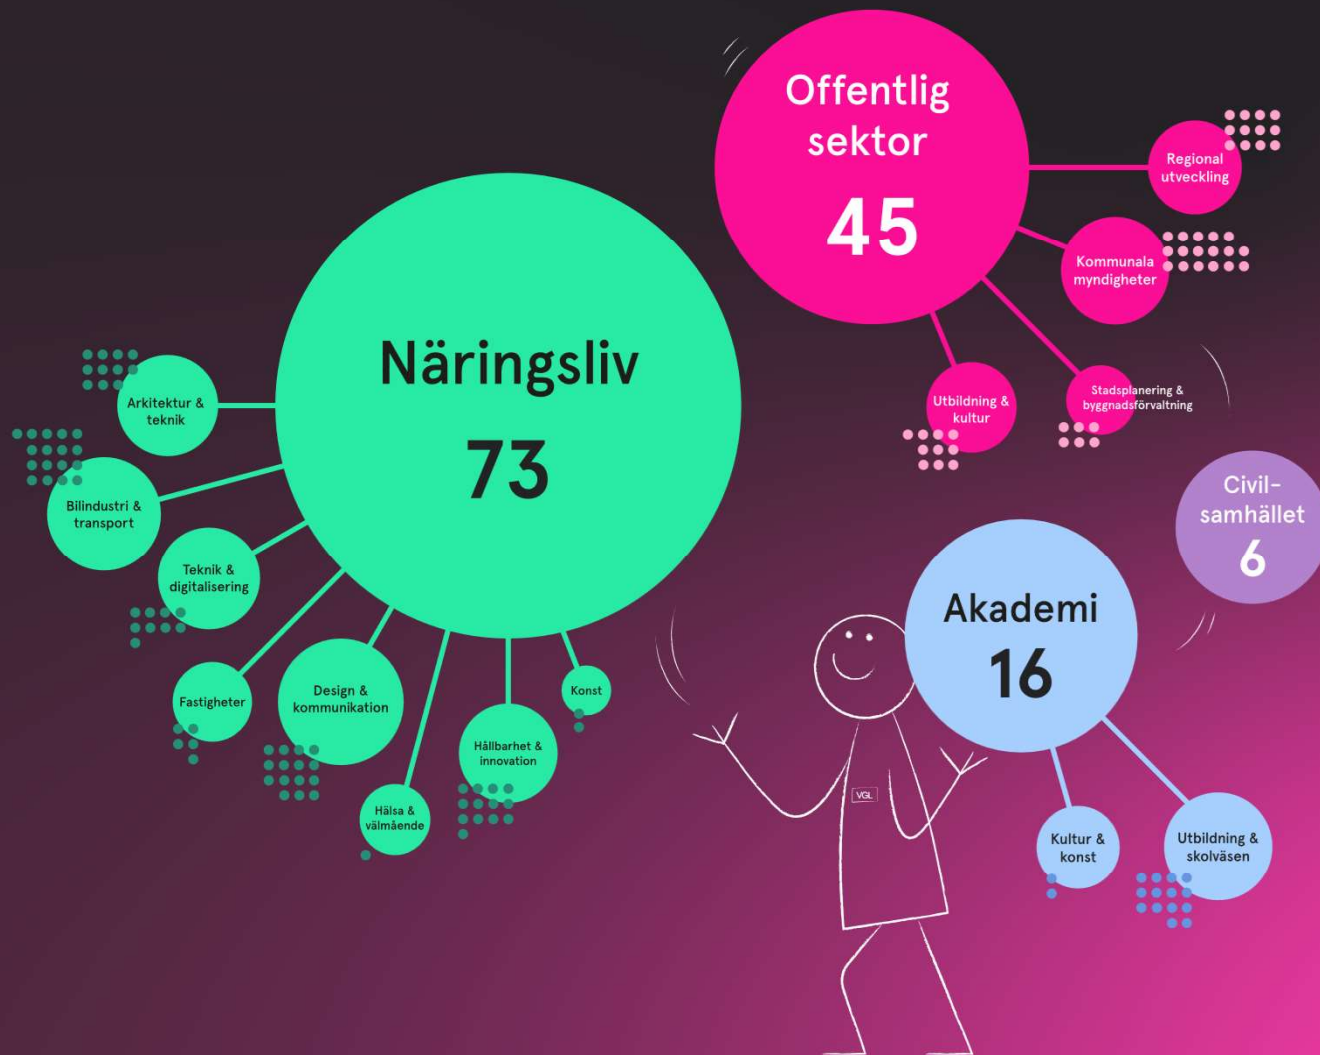 Offentlig
sektor
45
Regional
utveckling
Kommunala
myndigheter
Stadsplanering &
byggnadsförvaltning
Utbildning &
kultur
Näringsliv
73
Arkitektur &
teknik
Bilindustri &
transport
Teknik &
digitalisering
Fastigheter
Design &
kommunikation
Hälsa &
välmående
Hållbarhet &
innovation
Konst
Civil-
samhället
6
Akademi
16
Kultur &
konst
Utbildning &
skolväsen
VGL